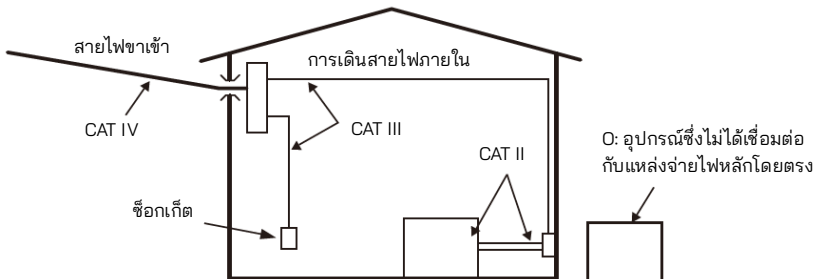 สายไฟขาเข้า
การเดินสายไฟภายใน
CAT IV
CAT III
CAT II
O: อุปกรณ์ซึ่งไม่ได้เชื่อมต่อ
กับแหล่งจ่ายไฟหลักโดยตรง
ซ็อกเก็ต